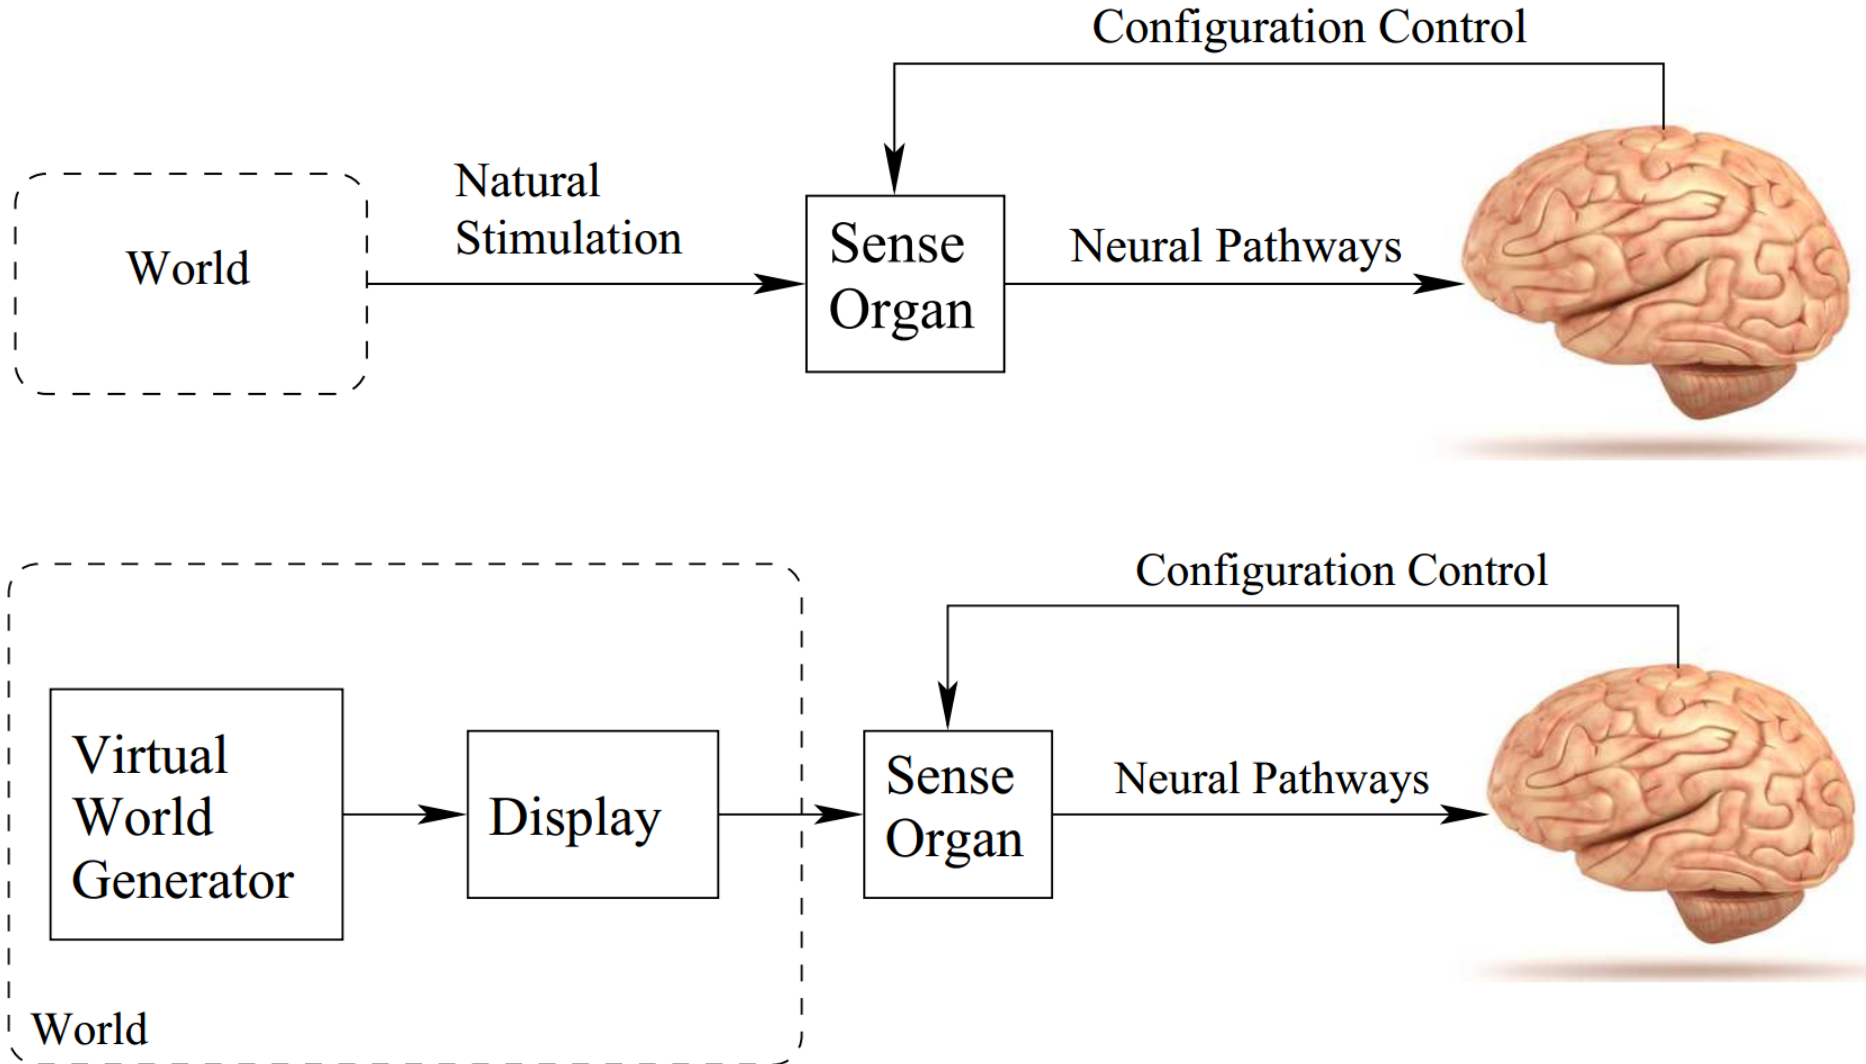 Configuration Control
Natural
Stimulation
World
Sense
Organ
Neural Pathways
Configuration Control
Virtual
World
Generator
Display
Sense
Organ
Neural Pathways
World